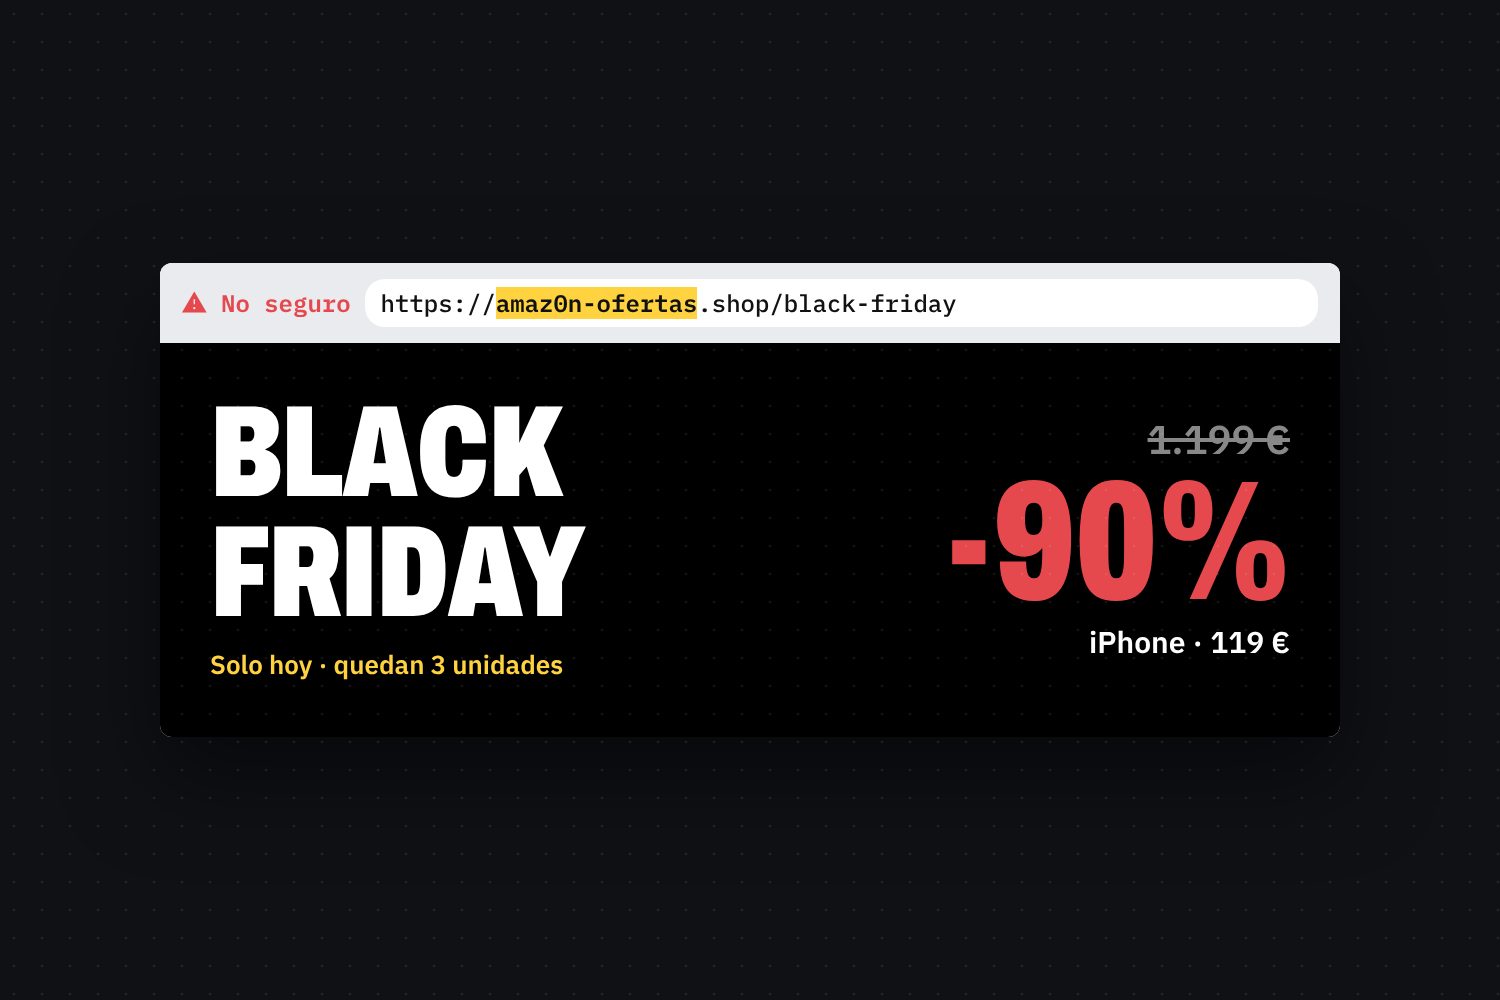 No seguro https://amaz0n-ofertas.shop/black-friday
BLACK
FRIDAY
Solo hoy · quedan 3 unidades
1.199 €
-90%
iPhone · 119 €